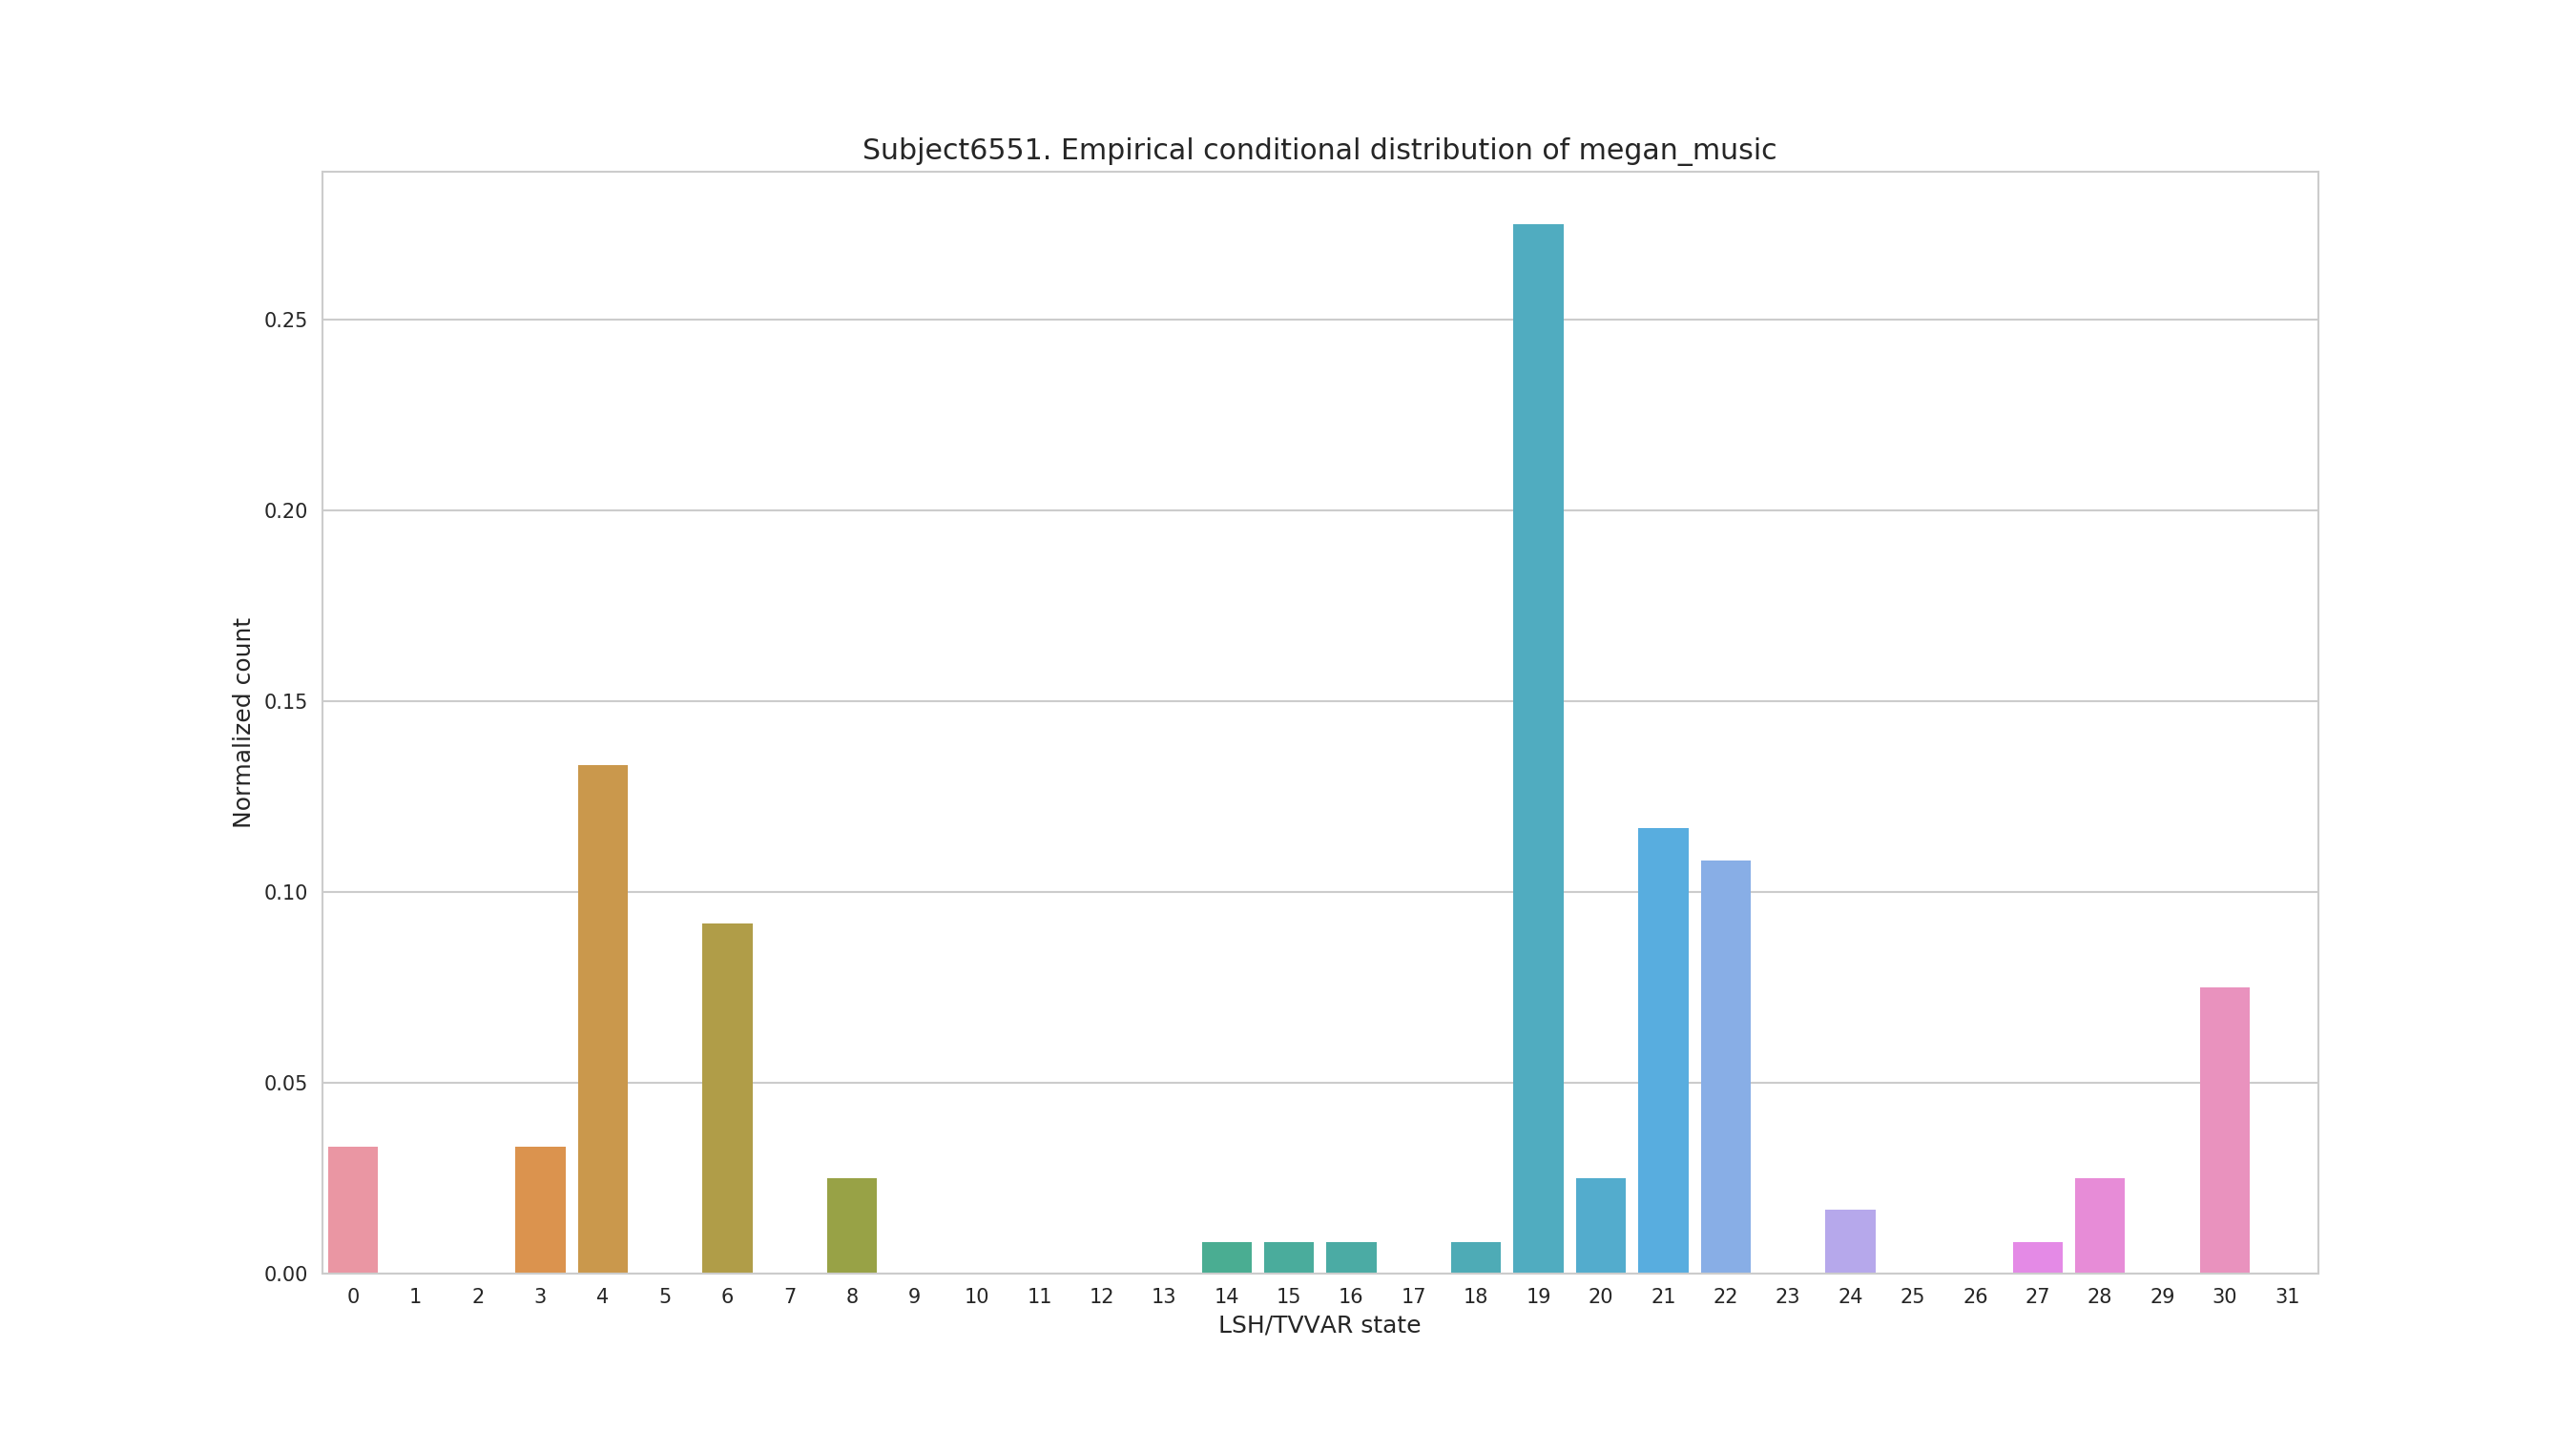 Subject6551. Empirical conditional distribution of megan_music
Normalized count
0.25
0.20
0.15
0.10
0.05
0.00
0 1 2 3 4 5 6 7 8 9 10 11 12 13 14 15 16 17 18 19 20 21 22 23 24 25 26 27 28 29 30 31
LSH/TVVAR state